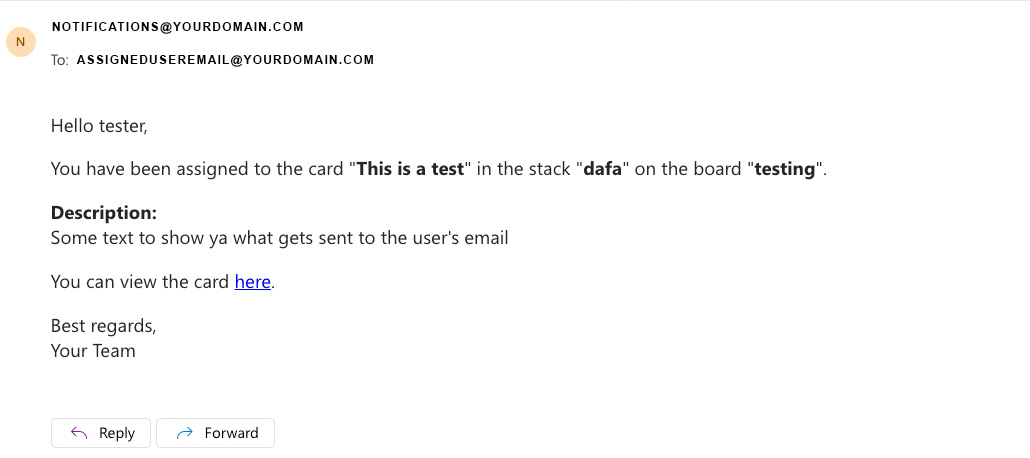 N
NOTIFICATIONS@YOURDOMAIN.COM
To: ASSIGNEDUSEREMAIL@YOURDOMAIN.COM
Hello tester,
You have been assigned to the card "This is a test" in the stack "dafa" on the board "testing".
Description:
Some text to show ya what gets sent to the user's email
You can view the card here.
Best regards,
Your Team
Reply
Forward